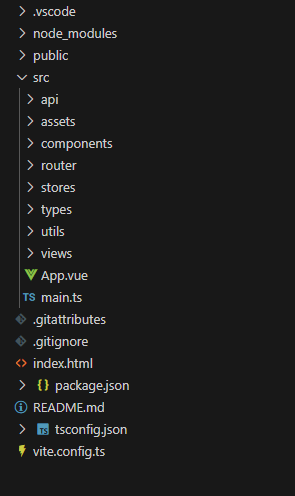 .vscode
node_modules
public
src
api
assets
components
router
stores
types
utils
views
App.vue
TS main.ts
.gitattributes
.gitignore
<> index.html
{ } package.json
README.md
TS tsconfig.json
vite.config.ts